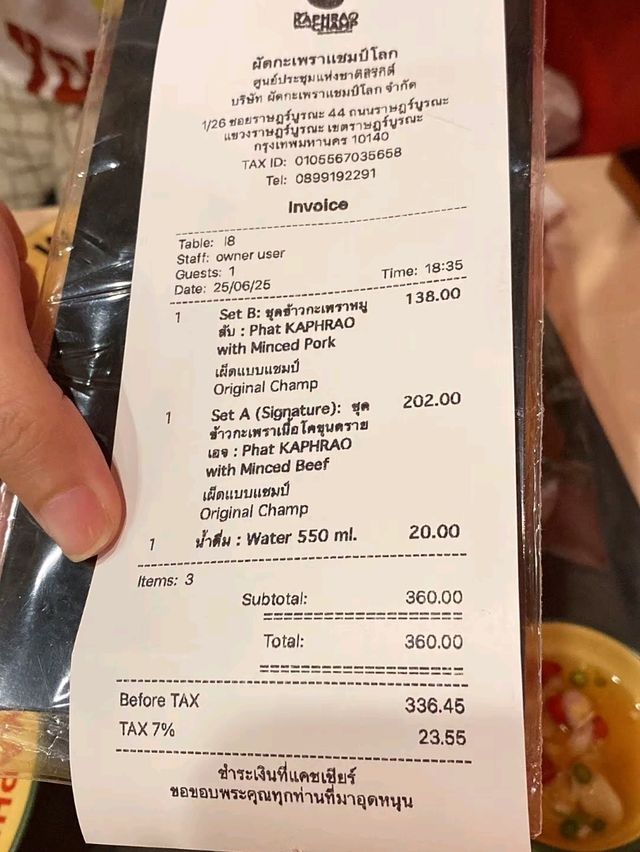 KAPHRAO
CHAMP
ผัดกะเพราแชมป์โลก
ศูนย์ประชุมแห่งชาติสิริกิติ์
บริษัท ผัดกะเพราแชมป์โลก จำกัด
1/26 ซอยราษฎร์บูรณะ 44 ถนนราษฎร์บูรณะ
แขวงราษฎร์บูรณะ เขตราษฎร์บูรณะ
กรุงเทพมหานคร 10140
TAX ID: 0105567035658
Tel: 0899192291
Invoice
Table: I8
Staff: owner user
Guests: 1
Date: 25/06/25 Time: 18:35
1 Set B: ชุดข้าวกะเพราหมู 138.00
สับ : Phat KAPHRAO
with Minced Pork
เผ็ดแบบแชมป์
Original Champ
1 Set A (Signature): ชุด 202.00
ข้าวกะเพราเนื้อโคขุนดราย
เอจ : Phat KAPHRAO
with Minced Beef
เผ็ดแบบแชมป์
Original Champ
1 น้ำดื่ม : Water 550 ml. 20.00
Items: 3
Subtotal: 360.00
Total: 360.00
Before TAX 336.45
TAX 7% 23.55
ชำระเงินที่แคชเชียร์
ขอขอบพระคุณทุกท่านที่มาอุดหนุน